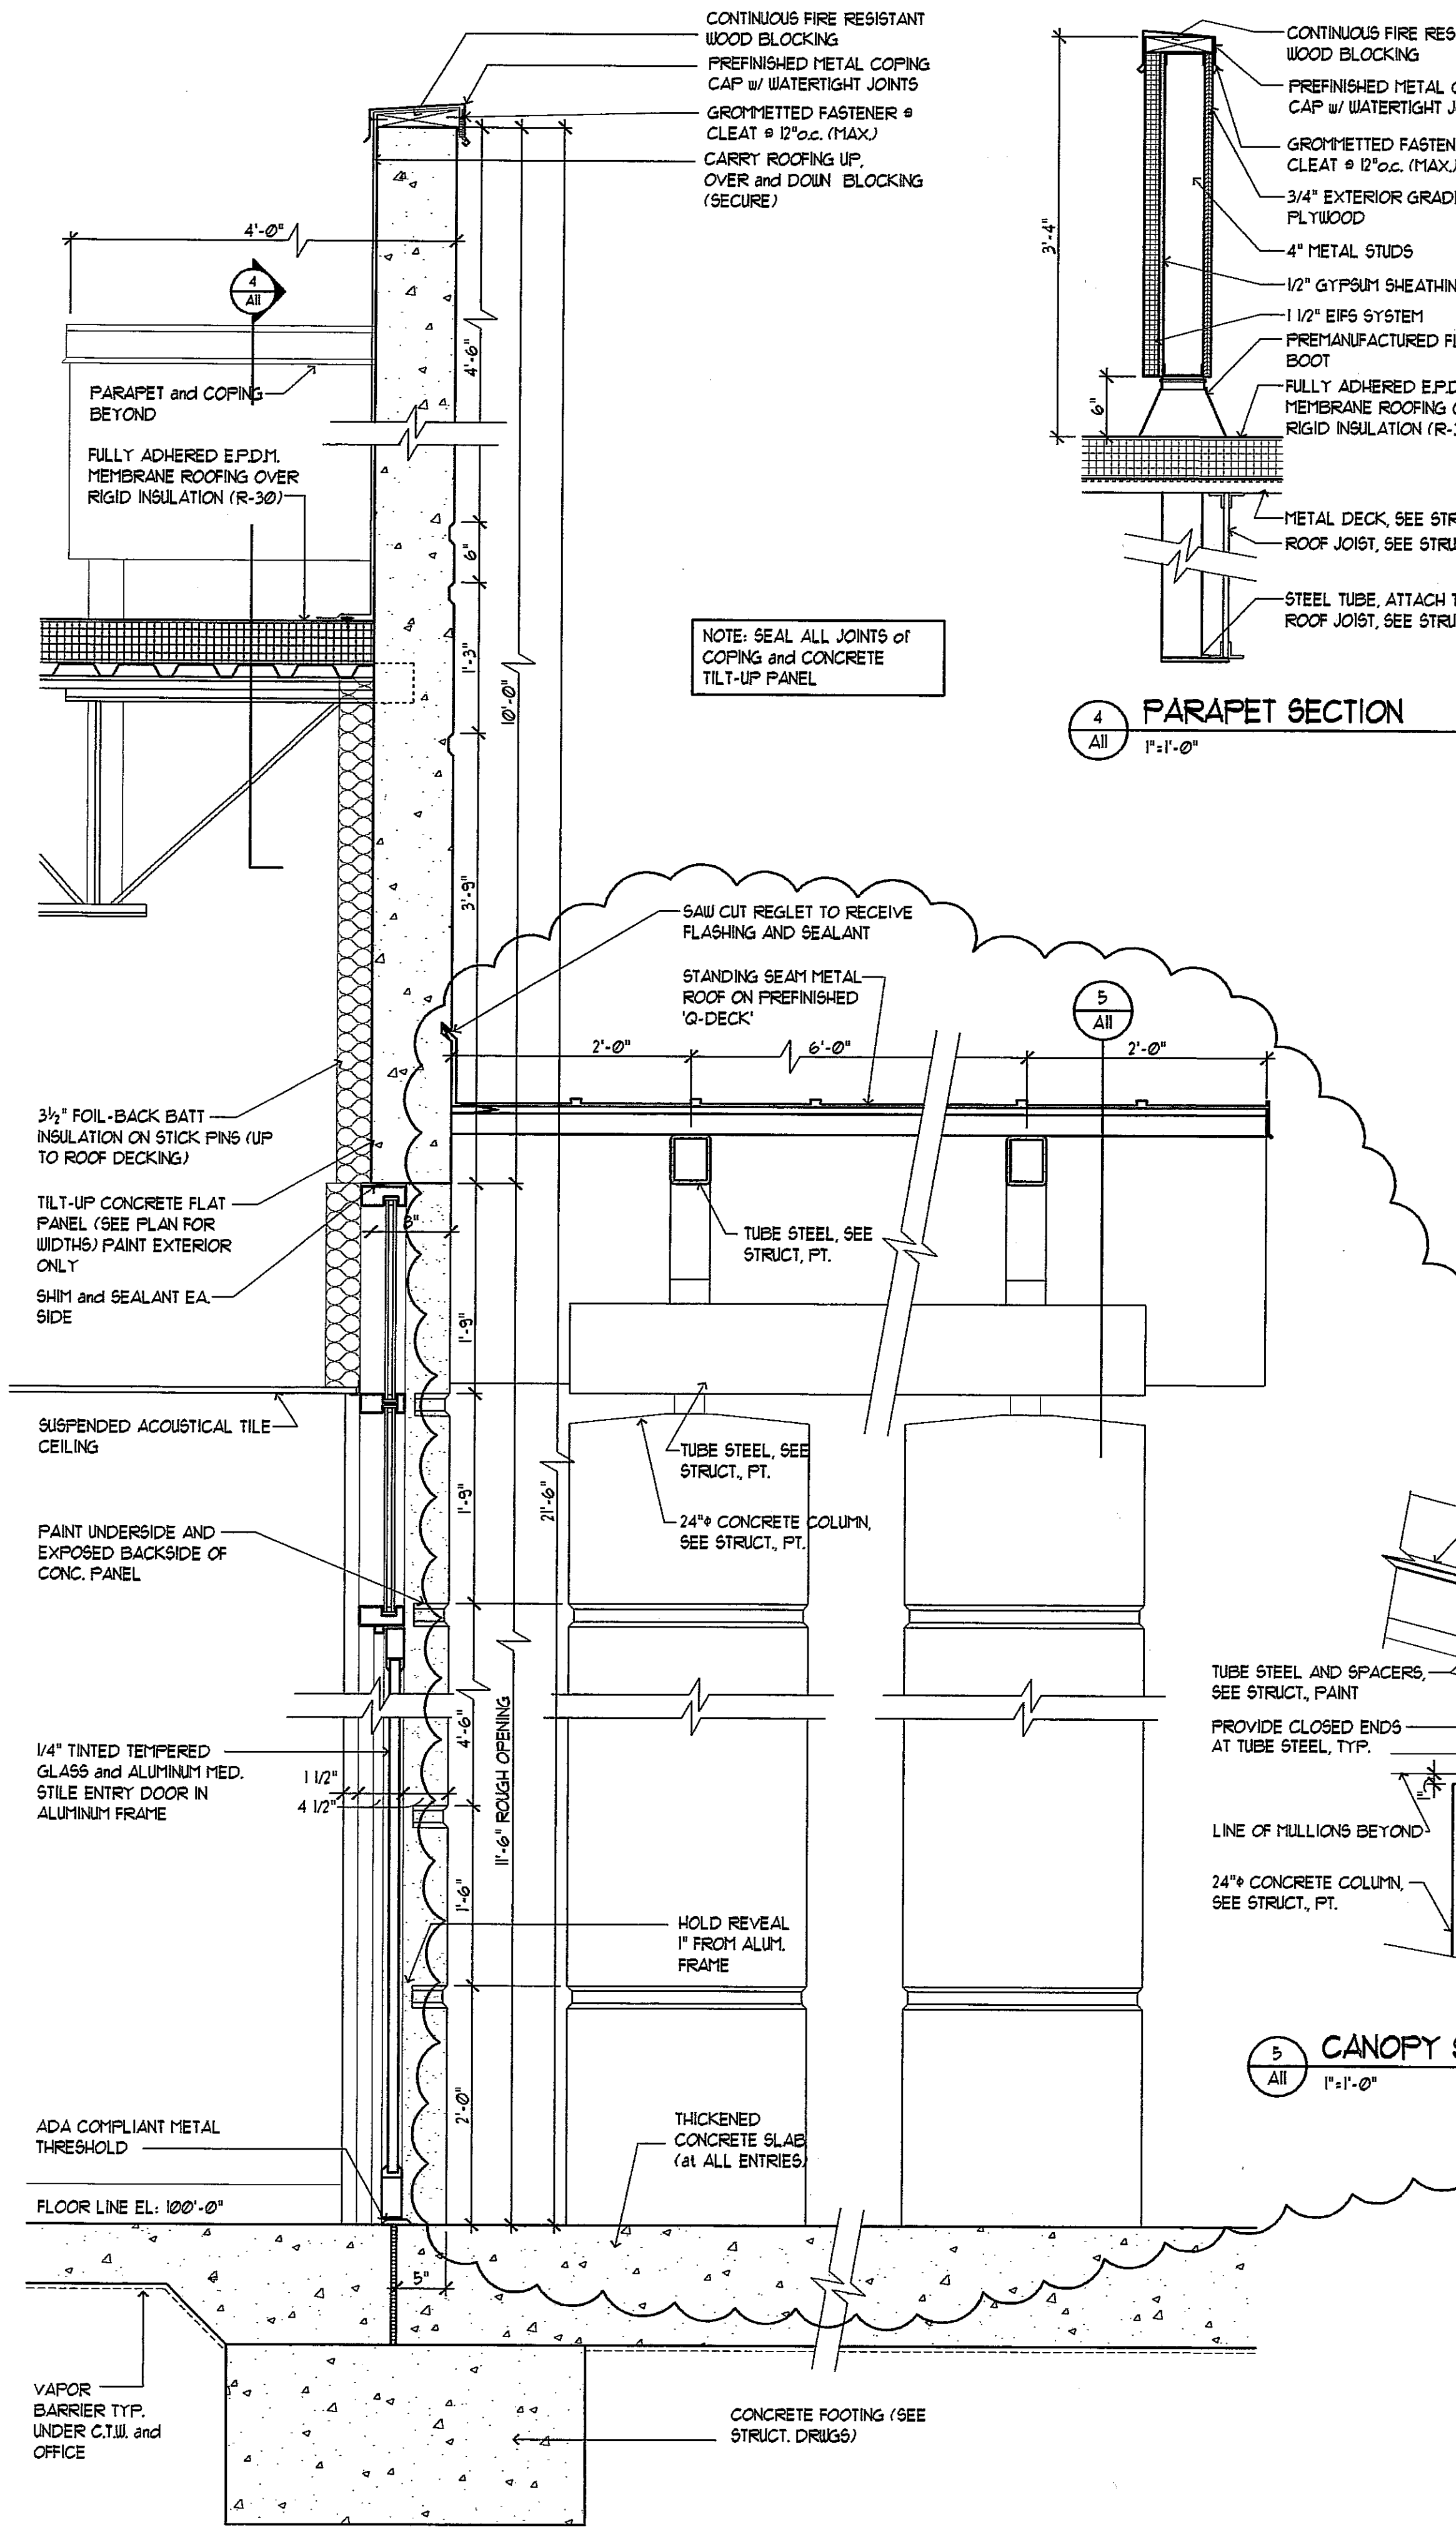 CONTINUOUS FIRE RESISTANT
WOOD BLOCKING
PREFINISHED METAL COPING
CAP w/ WATERTIGHT JOINTS
GROMMETTED FASTENER @
CLEAT @ 12"o.c. (MAX.)
CARRY ROOFING UP,
OVER and DOWN BLOCKING
(SECURE)
4'-0"
4
A11
PARAPET and COPING
BEYOND
FULLY ADHERED E.P.D.M.
MEMBRANE ROOFING OVER
RIGID INSULATION (R-30)
4'-6"
6"
1'-3"
10'-0"
3'-9"
NOTE: SEAL ALL JOINTS of
COPING and CONCRETE
TILT-UP PANEL
CONTINUOUS FIRE RES
WOOD BLOCKING
PREFINISHED METAL C
CAP w/ WATERTIGHT J
GROMMETTED FASTEN
CLEAT @ 12"o.c. (MAX.)
3/4" EXTERIOR GRAD
PLYWOOD
4" METAL STUDS
1/2" GYPSUM SHEATHIN
1 1/2" EIFS SYSTEM
PREMANUFACTURED FL
BOOT
FULLY ADHERED E.P.D
MEMBRANE ROOFING
RIGID INSULATION (R-
METAL DECK, SEE STR
ROOF JOIST, SEE STRU
STEEL TUBE, ATTACH T
ROOF JOIST, SEE STRU
3'-4"
6"
4
A11
PARAPET SECTION
1"=1'-0"
SAW CUT REGLET TO RECEIVE
FLASHING AND SEALANT
STANDING SEAM METAL
ROOF ON PREFINISHED
'Q-DECK'
5
A11
2'-0"
6'-0"
2'-0"
3½" FOIL-BACK BATT
INSULATION ON STICK PINS (UP
TO ROOF DECKING)
TILT-UP CONCRETE FLAT
PANEL (SEE PLAN FOR
WIDTHS) PAINT EXTERIOR
ONLY
SHIM and SEALANT EA.
SIDE
8"
TUBE STEEL, SEE
STRUCT, PT.
1'-9"
SUSPENDED ACOUSTICAL TILE
CEILING
TUBE STEEL, SEE
STRUCT., PT.
1'-9"
21'-6"
24"ø CONCRETE COLUMN,
SEE STRUCT., PT.
PAINT UNDERSIDE AND
EXPOSED BACKSIDE OF
CONC. PANEL
1/4" TINTED TEMPERED
GLASS and ALUMINUM MED.
STILE ENTRY DOOR IN
ALUMINUM FRAME
1 1/2"
4 1/2"
4'-6"
11'-6" ROUGH OPENING
1'-6"
HOLD REVEAL
1" FROM ALUM.
FRAME
2'-0"
TUBE STEEL AND SPACERS,
SEE STRUCT., PAINT
PROVIDE CLOSED ENDS
AT TUBE STEEL, TYP.
1"
LINE OF MULLIONS BEYOND
24"ø CONCRETE COLUMN,
SEE STRUCT., PT.
5
A11
CANOPY S
1"=1'-0"
ADA COMPLIANT METAL
THRESHOLD
THICKENED
CONCRETE SLAB
(at ALL ENTRIES)
FLOOR LINE EL: 100'-0"
5"
VAPOR
BARRIER TYP.
UNDER C.T.W. and
OFFICE
CONCRETE FOOTING (SEE
STRUCT. DRWGS)